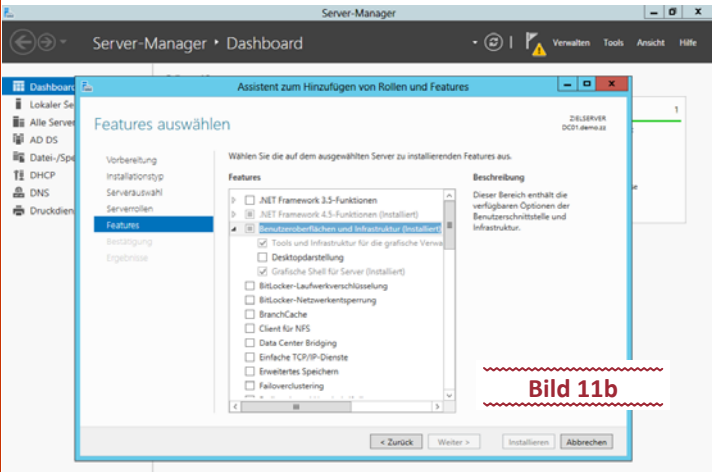 Server-Manager
Server-Manager • Dashboard
Verwalten Tools Ansicht Hilfe
Dashboard
Lokaler Se
Alle Server
AD DS
Datei-/Spe
DHCP
DNS
Druckdien
1
Assistent zum Hinzufügen von Rollen und Features
Features auswählen
ZIELSERVER
DC01.demo.zz
Vorbereitung
Installationstyp
Serverauswahl
Serverrollen
Features
Bestätigung
Ergebnisse
Wählen Sie die auf dem ausgewählten Server zu installierenden Features aus.
Features
.NET Framework 3.5-Funktionen
.NET Framework 4.5-Funktionen (Installiert)
Benutzeroberflächen und Infrastruktur (Installiert)
Tools und Infrastruktur für die grafische Verwa
Desktopdarstellung
Grafische Shell für Server (Installiert)
BitLocker-Laufwerkverschlüsselung
BitLocker-Netzwerkentsperrung
BranchCache
Client für NFS
Data Center Bridging
Einfache TCP/IP-Dienste
Erweitertes Speichern
Failoverclustering
Beschreibung
Dieser Bereich enthält die
verfügbaren Optionen der
Benutzerschnittstelle und
Infrastruktur.
Bild 11b
< Zurück Weiter > Installieren Abbrechen